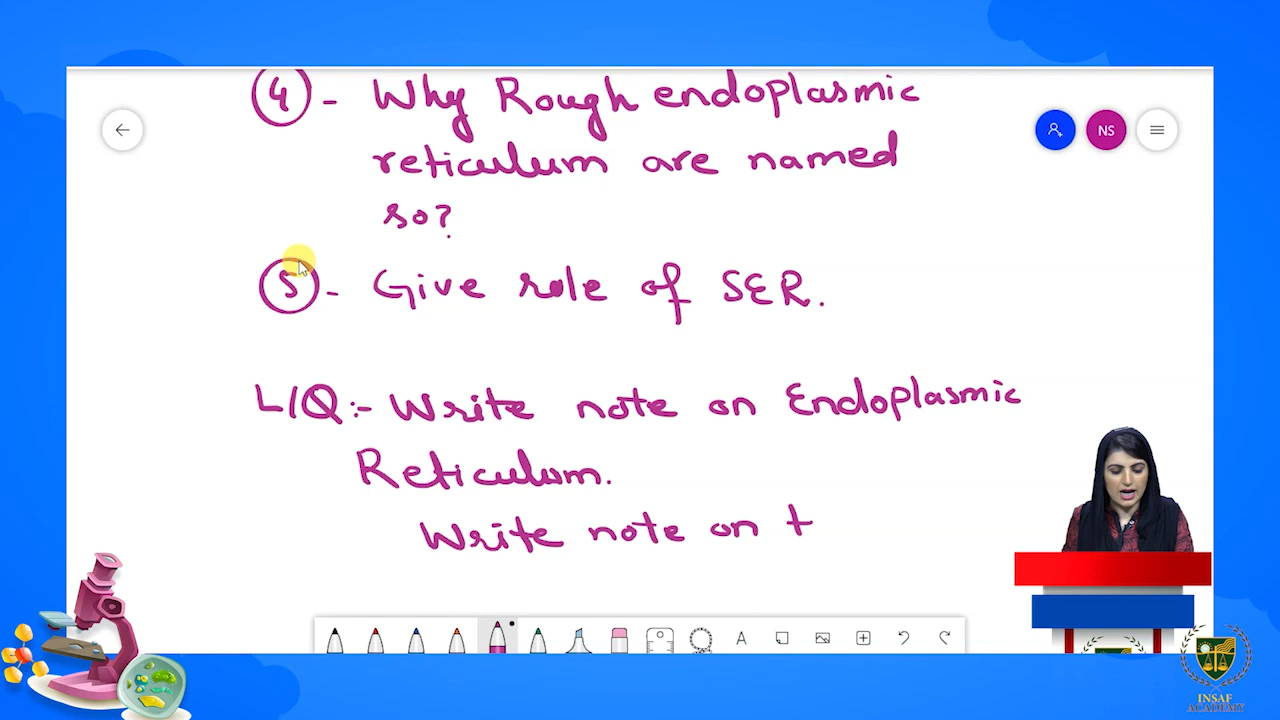 4 - Why Rough endoplasmic
reticulum are named
so?
NS
5 - Give role of SER.
L/Q:- Write note on Endoplasmic
Reticulum.
Write note on t
A
INSAF
ACADEMY